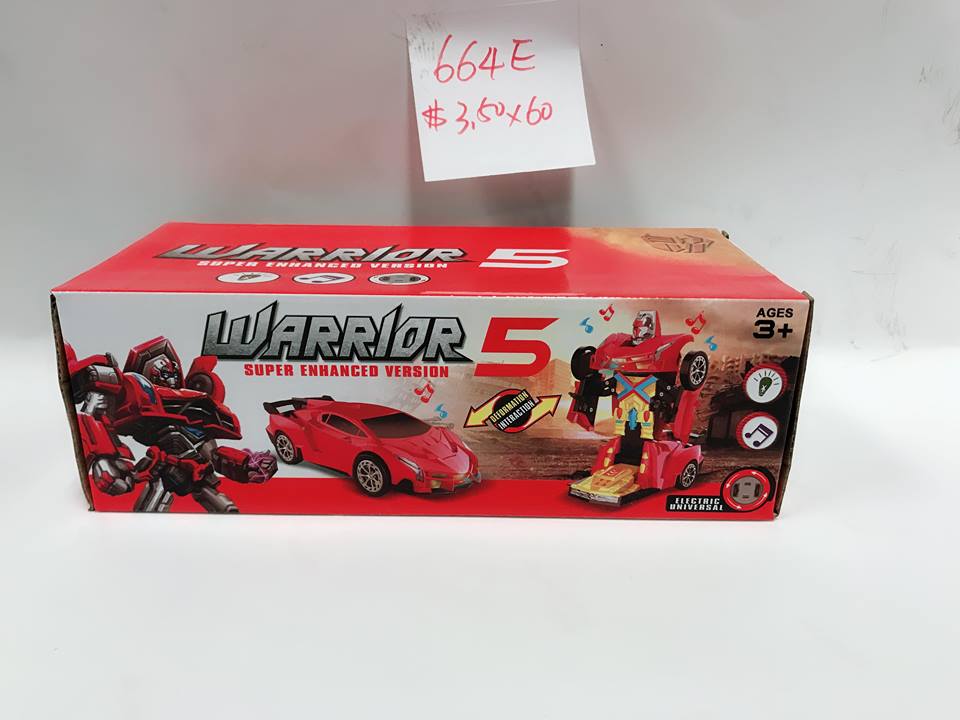 664E
$3.50x60
WARRIOR 5
SUPER ENHANCED VERSION
WARRIOR 5
SUPER ENHANCED VERSION
AGES
3+
DEFORMATION
INTERACTION
ELECTRIC
UNIVERSAL